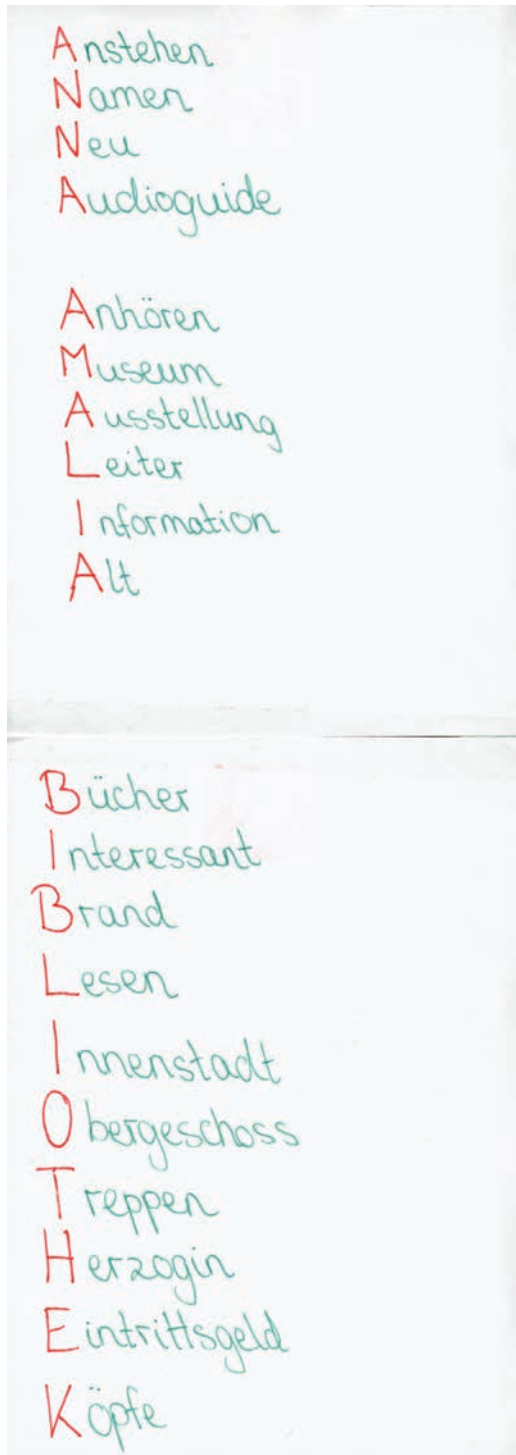 Anstehen
Namen
Neu
Audioguide
Anhören
Museum
Ausstellung
Leiter
Information
Alt
Bücher
Interessant
Brand
Lesen
Innenstadt
Obergeschoss
Treppen
Herzogin
Eintrittsgeld
Köpfe